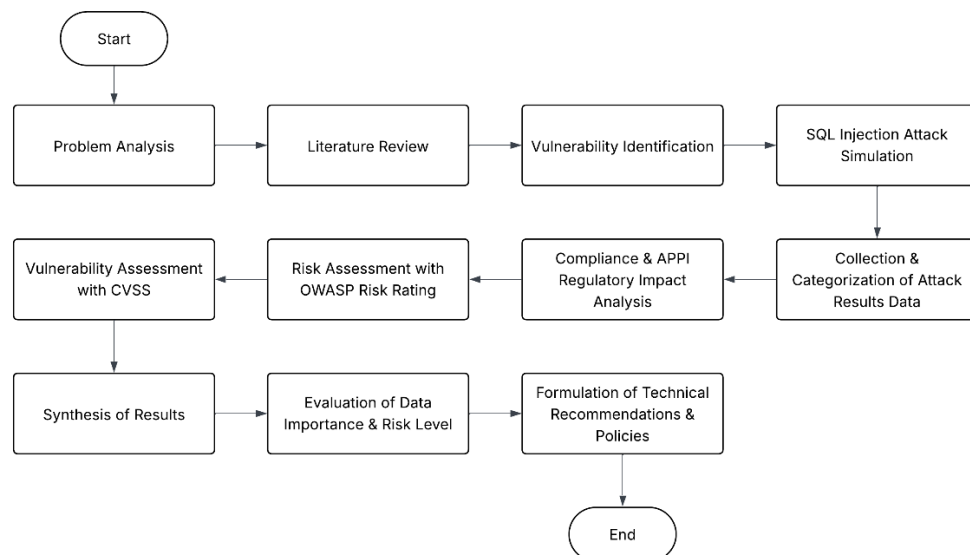 Start
Problem Analysis
Literature Review
Vulnerability Identification
SQL Injection Attack
Simulation
Collection &
Categorization of Attack
Results Data
Compliance & APPI
Regulatory Impact
Analysis
Risk Assessment with
OWASP Risk Rating
Vulnerability Assessment
with CVSS
Synthesis of Results
Evaluation of Data
Importance & Risk Level
Formulation of Technical
Recommendations &
Policies
End